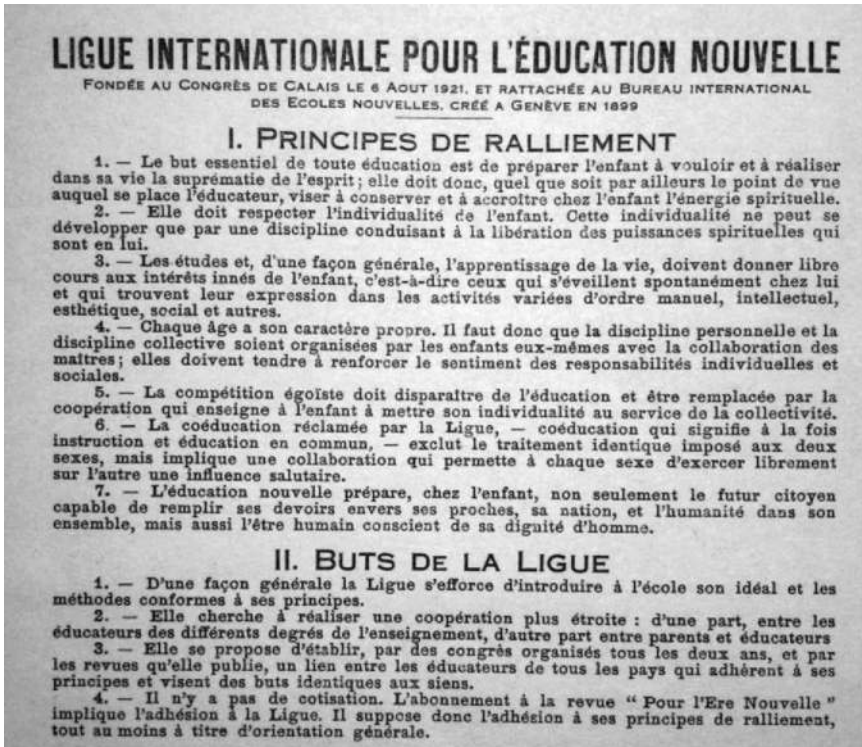 LIGUE INTERNATIONALE POUR L'ÉDUCATION NOUVELLE
FONDÉE AU CONGRÈS DE CALAIS LE 6 AOUT 1921, ET RATTACHÉE AU BUREAU INTERNATIONAL
DES ECOLES NOUVELLES, CRÉÉ A GENÈVE EN 1899
I. PRINCIPES DE RALLIEMENT
1. — Le but essentiel de toute éducation est de préparer l'enfant à vouloir et à réaliser
dans sa vie la suprématie de l'esprit ; elle doit donc, quel que soit par ailleurs le point de vue
auquel se place l'éducateur, viser à conserver et à accroître chez l'enfant l'énergie spirituelle.
2. — Elle doit respecter l'individualité de l'enfant. Cette individualité ne peut se
développer que par une discipline conduisant à la libération des puissances spirituelles qui
sont en lui.
3. — Les études et, d'une façon générale, l'apprentissage de la vie, doivent donner libre
cours aux intérêts innés de l'enfant, c'est-à-dire ceux qui s'éveillent spontanément chez lui
et qui trouvent leur expression dans les activités variées d'ordre manuel, intellectuel,
esthétique, social et autres.
4. — Chaque âge a son caractère propre. Il faut donc que la discipline personnelle et la
discipline collective soient organisées par les enfants eux-mêmes avec la collaboration des
maîtres ; elles doivent tendre à renforcer le sentiment des responsabilités individuelles et
sociales.
5. — La compétition égoïste doit disparaître de l'éducation et être remplacée par la
coopération qui enseigne à l'enfant à mettre son individualité au service de la collectivité.
6. — La coéducation réclamée par la Ligue, — coéducation qui signifie à la fois
instruction et éducation en commun, — exclut le traitement identique imposé aux deux
sexes, mais implique une collaboration qui permette à chaque sexe d'exercer librement
sur l'autre une influence salutaire.
7. — L'éducation nouvelle prépare, chez l'enfant, non seulement le futur citoyen
capable de remplir ses devoirs envers ses proches, sa nation, et l'humanité dans son
ensemble, mais aussi l'être humain conscient de sa dignité d'homme.
II. BUTS DE LA LIGUE
1. — D'une façon générale la Ligue s'efforce d'introduire à l'école son idéal et les
méthodes conformes à ses principes.
2. — Elle cherche à réaliser une coopération plus étroite : d'une part, entre les
éducateurs des différents degrés de l'enseignement, d'autre part entre parents et éducateurs
3. — Elle se propose d'établir, par des congrès organisés tous les deux ans, et par
les revues qu'elle publie, un lien entre les éducateurs de tous les pays qui adhèrent à ses
principes et visent des buts identiques aux siens.
4. — Il n'y a pas de cotisation. L'abonnement à la revue “ Pour l'Ere Nouvelle ”
implique l'adhésion à la Ligue. Il suppose donc l'adhésion à ses principes de ralliement,
tout au moins à titre d'orientation générale.